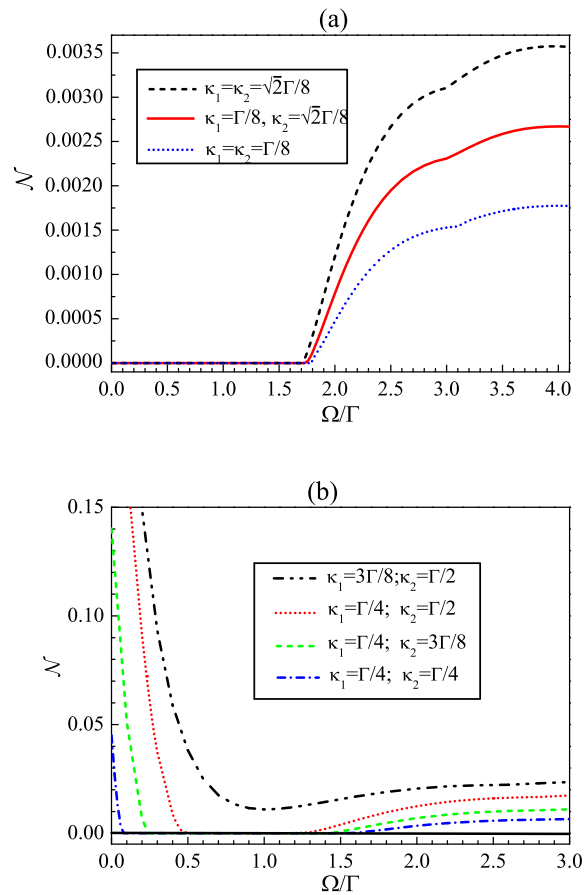 (a)
0.0035
0.0030
0.0025
0.0020
0.0015
0.0010
0.0005
0.0000
𝒩
κ₁=κ₂=√2Γ/8
κ₁=Γ/8, κ₂=√2Γ/8
κ₁=κ₂=Γ/8
0.0 0.5 1.0 1.5 2.0 2.5 3.0 3.5 4.0
Ω/Γ
(b)
0.15
0.10
0.05
0.00
𝒩
κ₁=3Γ/8;κ₂=Γ/2
κ₁=Γ/4; κ₂=Γ/2
κ₁=Γ/4; κ₂=3Γ/8
κ₁=Γ/4; κ₂=Γ/4
0.0 0.5 1.0 1.5 2.0 2.5 3.0
Ω/Γ